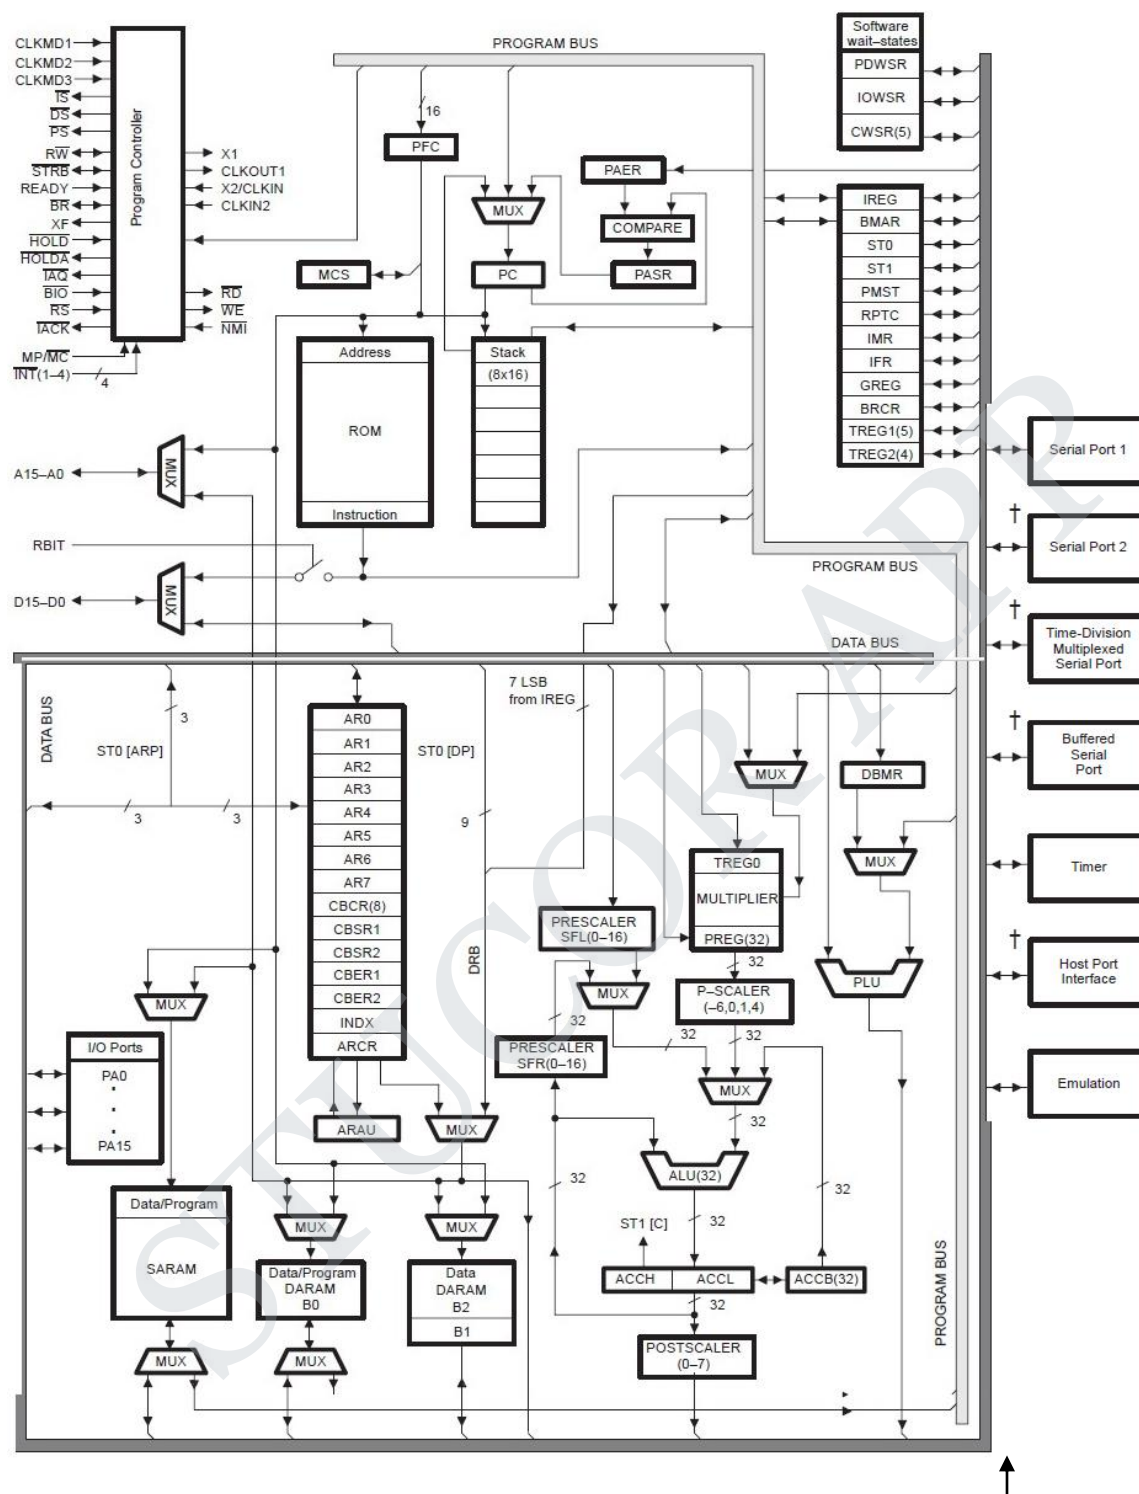 PROGRAM BUS
Software
wait–states
PDWSR
IOWSR
CWSR(5)
CLKMD1
CLKMD2
CLKMD3
IS
DS
PS
RW
STRB
READY
BR
XF
HOLD
HOLDA
IAQ
BIO
RS
IACK
MP/MC
INT(1–4)
4
Program Controller
X1
CLKOUT1
X2/CLKIN
CLKIN2
RD
WE
NMI
16
PFC
MUX
PC
MCS
PAER
COMPARE
PASR
IREG
BMAR
ST0
ST1
PMST
RPTC
IMR
IFR
GREG
BRCR
TREG1(5)
TREG2(4)
Address
ROM
Instruction
Stack
(8x16)
A15–A0
MUX
RBIT
D15–D0
MUX
PROGRAM BUS
DATA BUS
Serial Port 1
†
Serial Port 2
†
Time-Division
Multiplexed
Serial Port
†
Buffered
Serial
Port
Timer
†
Host Port
Interface
Emulation
DATA BUS
3
ST0 [ARP]
3
3
AR0
AR1
AR2
AR3
AR4
AR5
AR6
AR7
CBCR(8)
CBSR1
CBSR2
CBER1
CBER2
INDX
ARCR
ARAU
MUX
ST0 [DP]
9
DRB
7 LSB
from IREG
MUX
DBMR
MUX
TREG0
MULTIPLIER
PREG(32)
32
PRESCALER
SFL(0–16)
MUX
32
PRESCALER
SFR(0–16)
P–SCALER
(–6,0,1,4)
32
32
MUX
32
PLU
ALU(32)
32
32
32
ST1 [C]
ACCH
ACCL
ACCB(32)
32
POSTSCALER
(0–7)
PROGRAM BUS
MUX
I/O Ports
PA0
.
.
.
PA15
Data/Program
SARAM
MUX
MUX
Data/Program
DARAM
B0
MUX
MUX
Data
DARAM
B2
B1
STUCOR APP